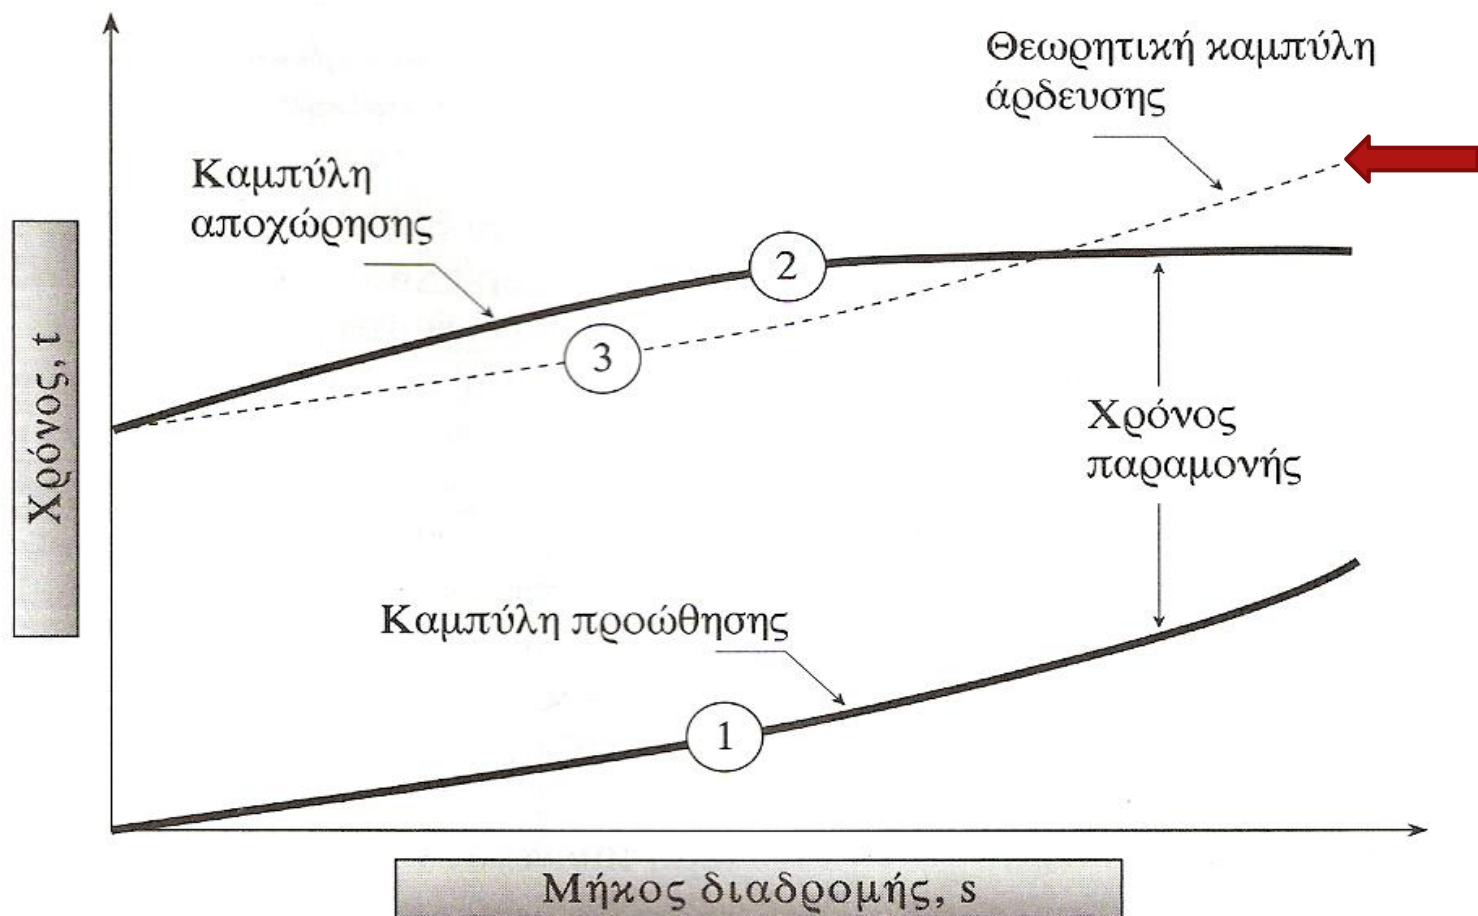 Θεωρητική καμπύλη
άρδευσης
Καμπύλη
αποχώρησης
2
3
Χρόνος, t
Χρόνος
παραμονής
Καμπύλη προώθησης
1
Μήκος διαδρομής, s